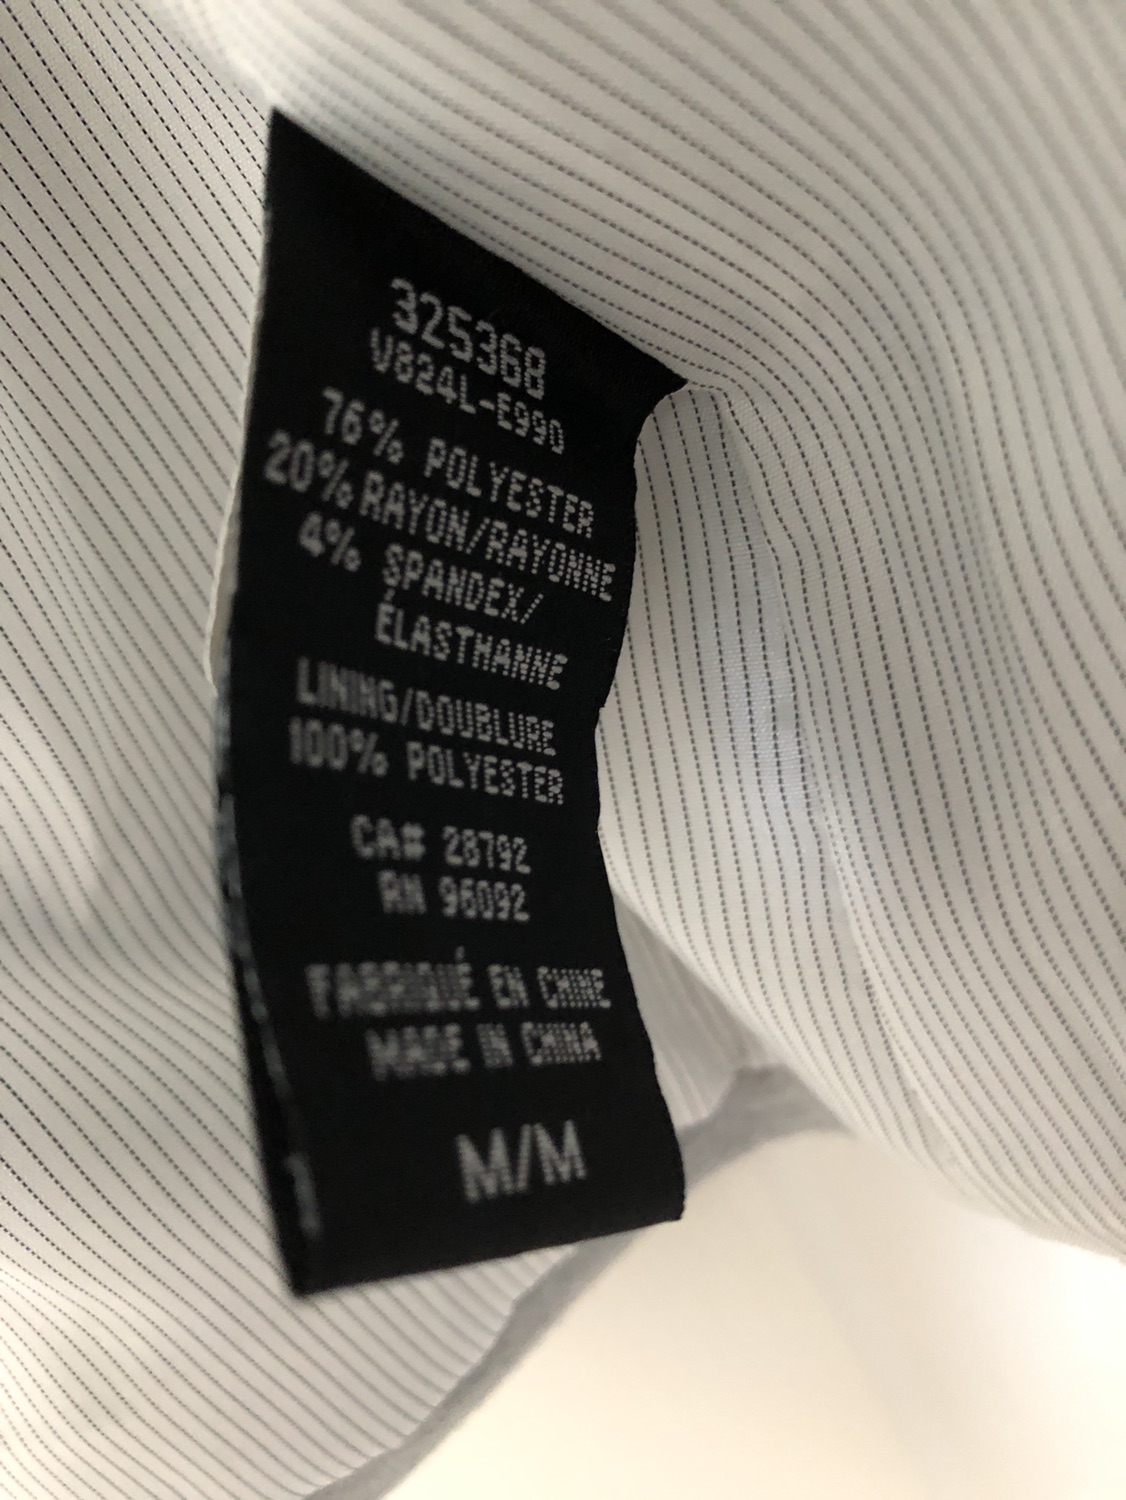 325368
V824L-E990
76% POLYESTER
20% RAYON/RAYONNE
4% SPANDEX/
ÉLASTHANNE
LINING/DOUBLURE
100% POLYESTER
CA# 28792
RN 96092
FABRIQUÉ EN CHINE
MADE IN CHINA
M/M